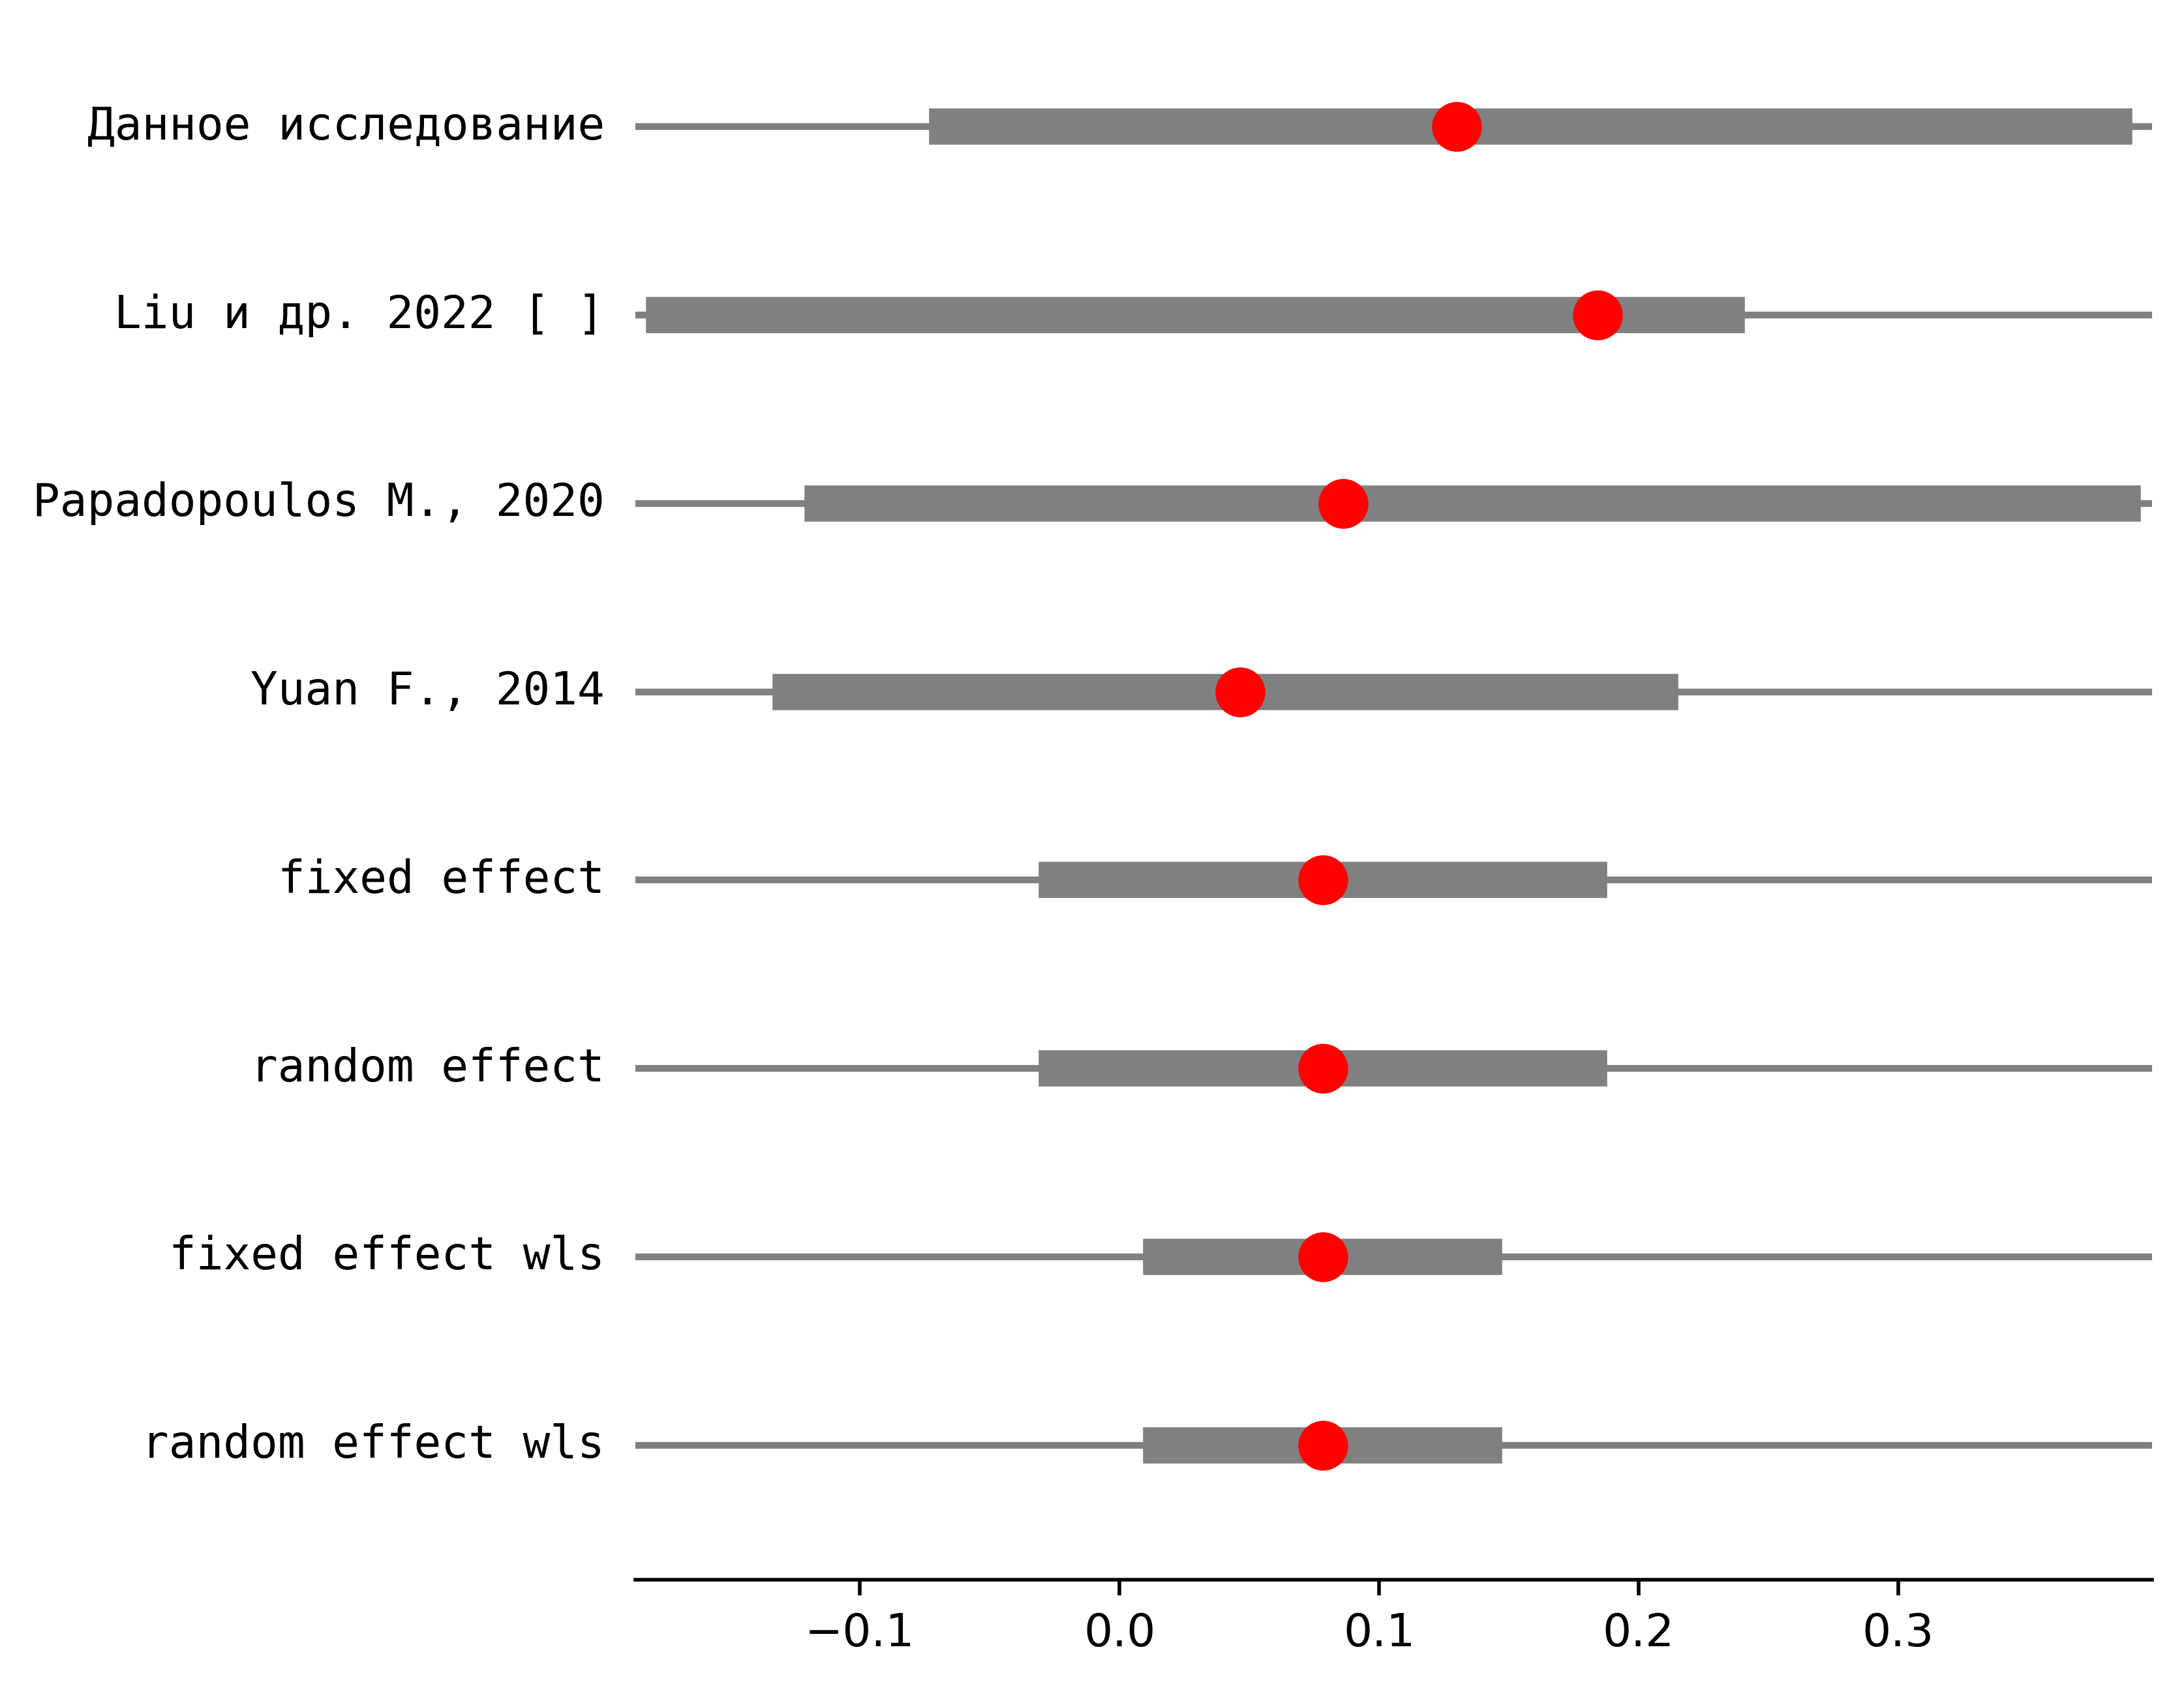 Данное исследование
Liu и др. 2022 [ ]
Papadopoulos M., 2020
Yuan F., 2014
fixed effect
random effect
fixed effect wls
random effect wls
−0.1 0.0 0.1 0.2 0.3